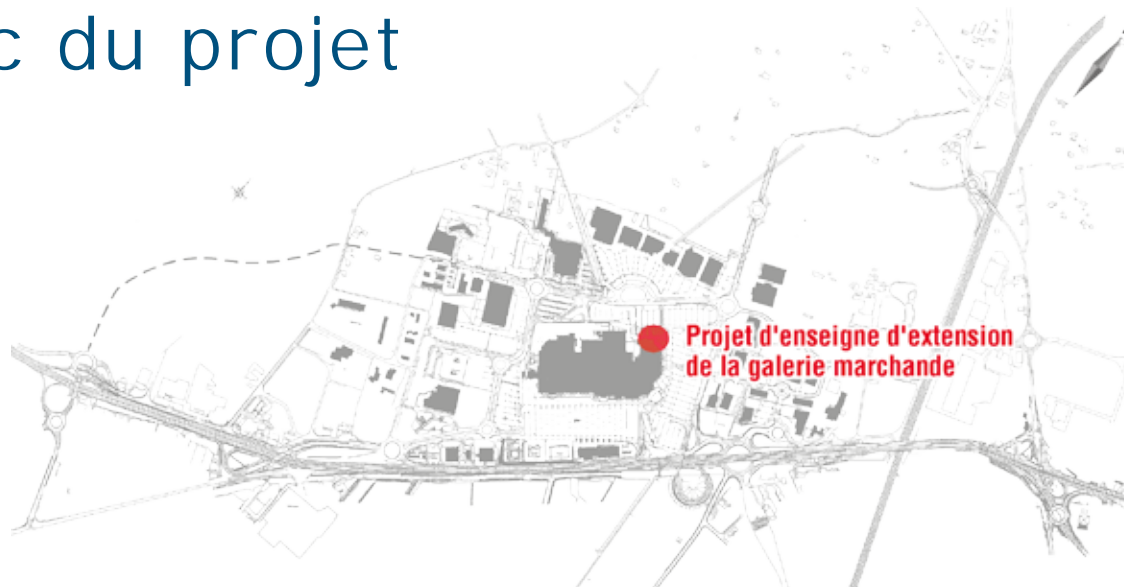 c du projet
Projet d'enseigne d'extension
de la galerie marchande